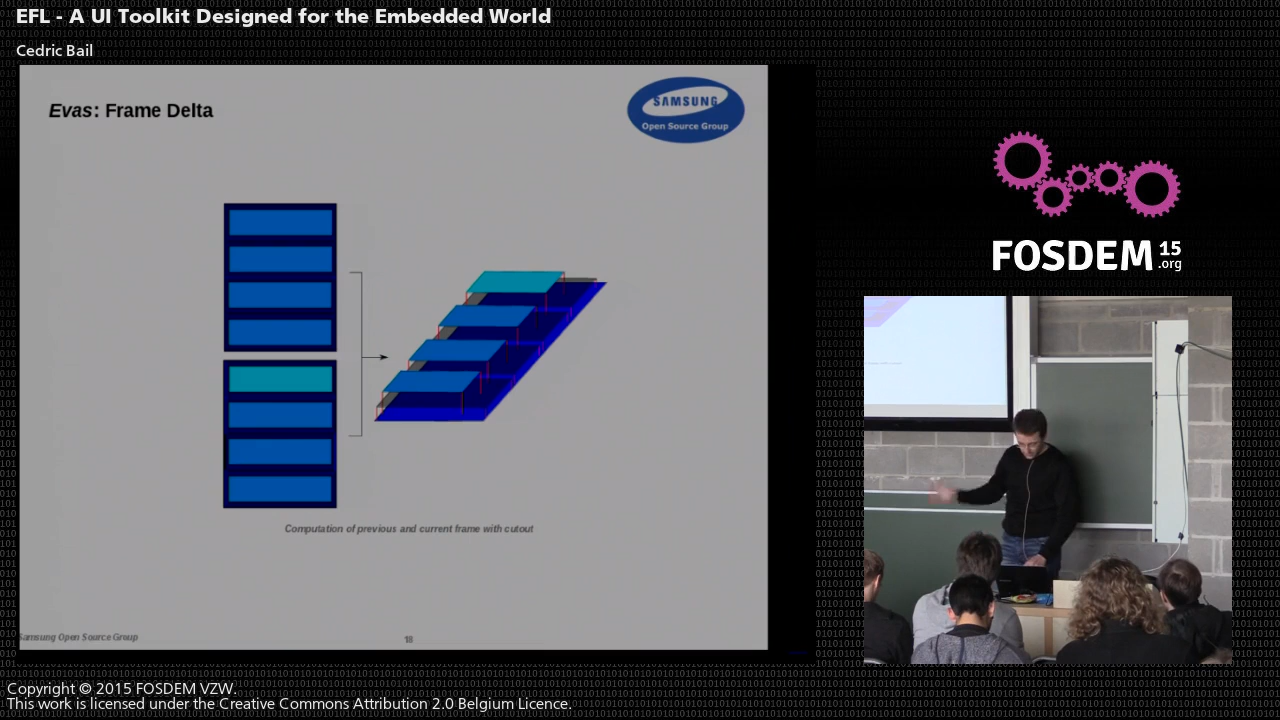 EFL - A UI Toolkit Designed for the Embedded World
Cedric Bail
Evas: Frame Delta
SAMSUNG
Open Source Group
Computation of previous and current frame with cutout
Samsung Open Source Group
18
FOSDEM 15
.org
Copyright © 2015 FOSDEM VZW.
This work is licensed under the Creative Commons Attribution 2.0 Belgium Licence.